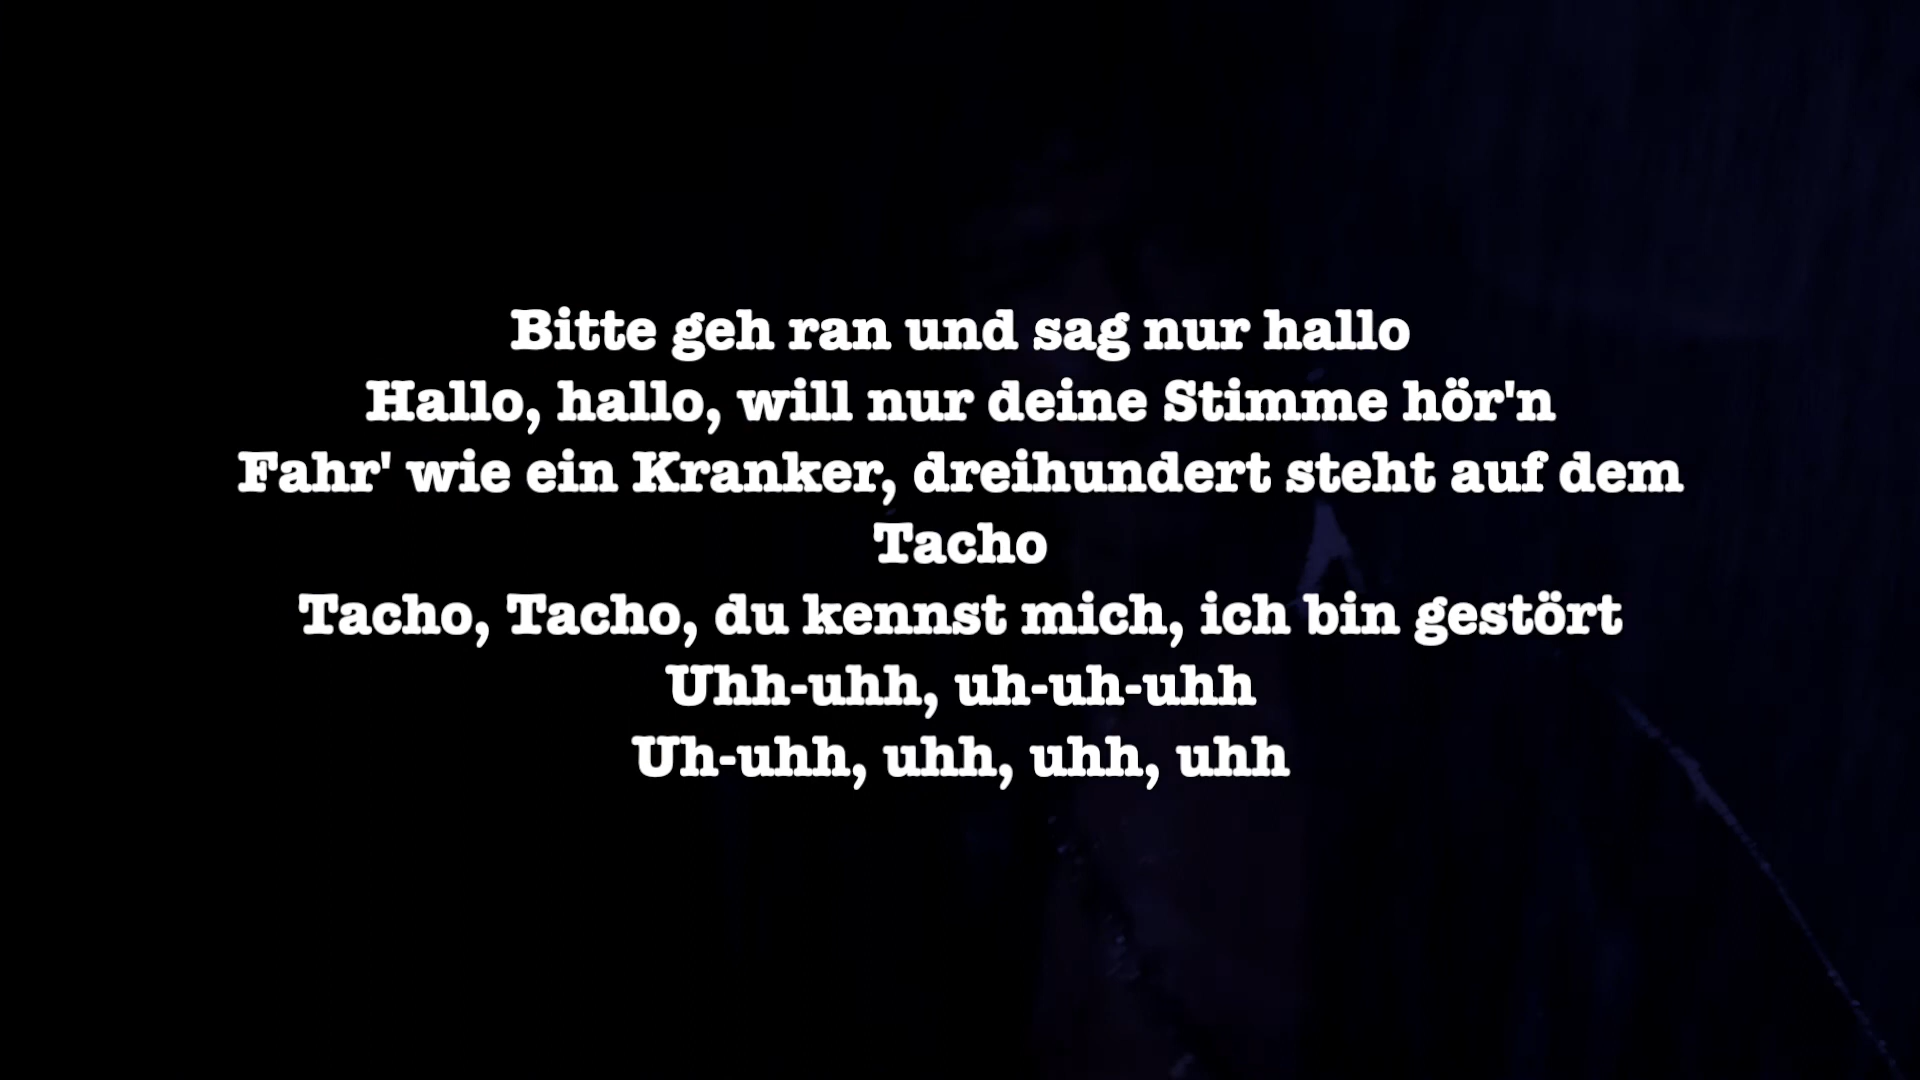 Bitte geh ran und sag nur hallo
Hallo, hallo, will nur deine Stimme hör'n
Fahr' wie ein Kranker, dreihundert steht auf dem
Tacho
Tacho, Tacho, du kennst mich, ich bin gestört
Uhh-uhh, uh-uh-uhh
Uh-uhh, uhh, uhh, uhh